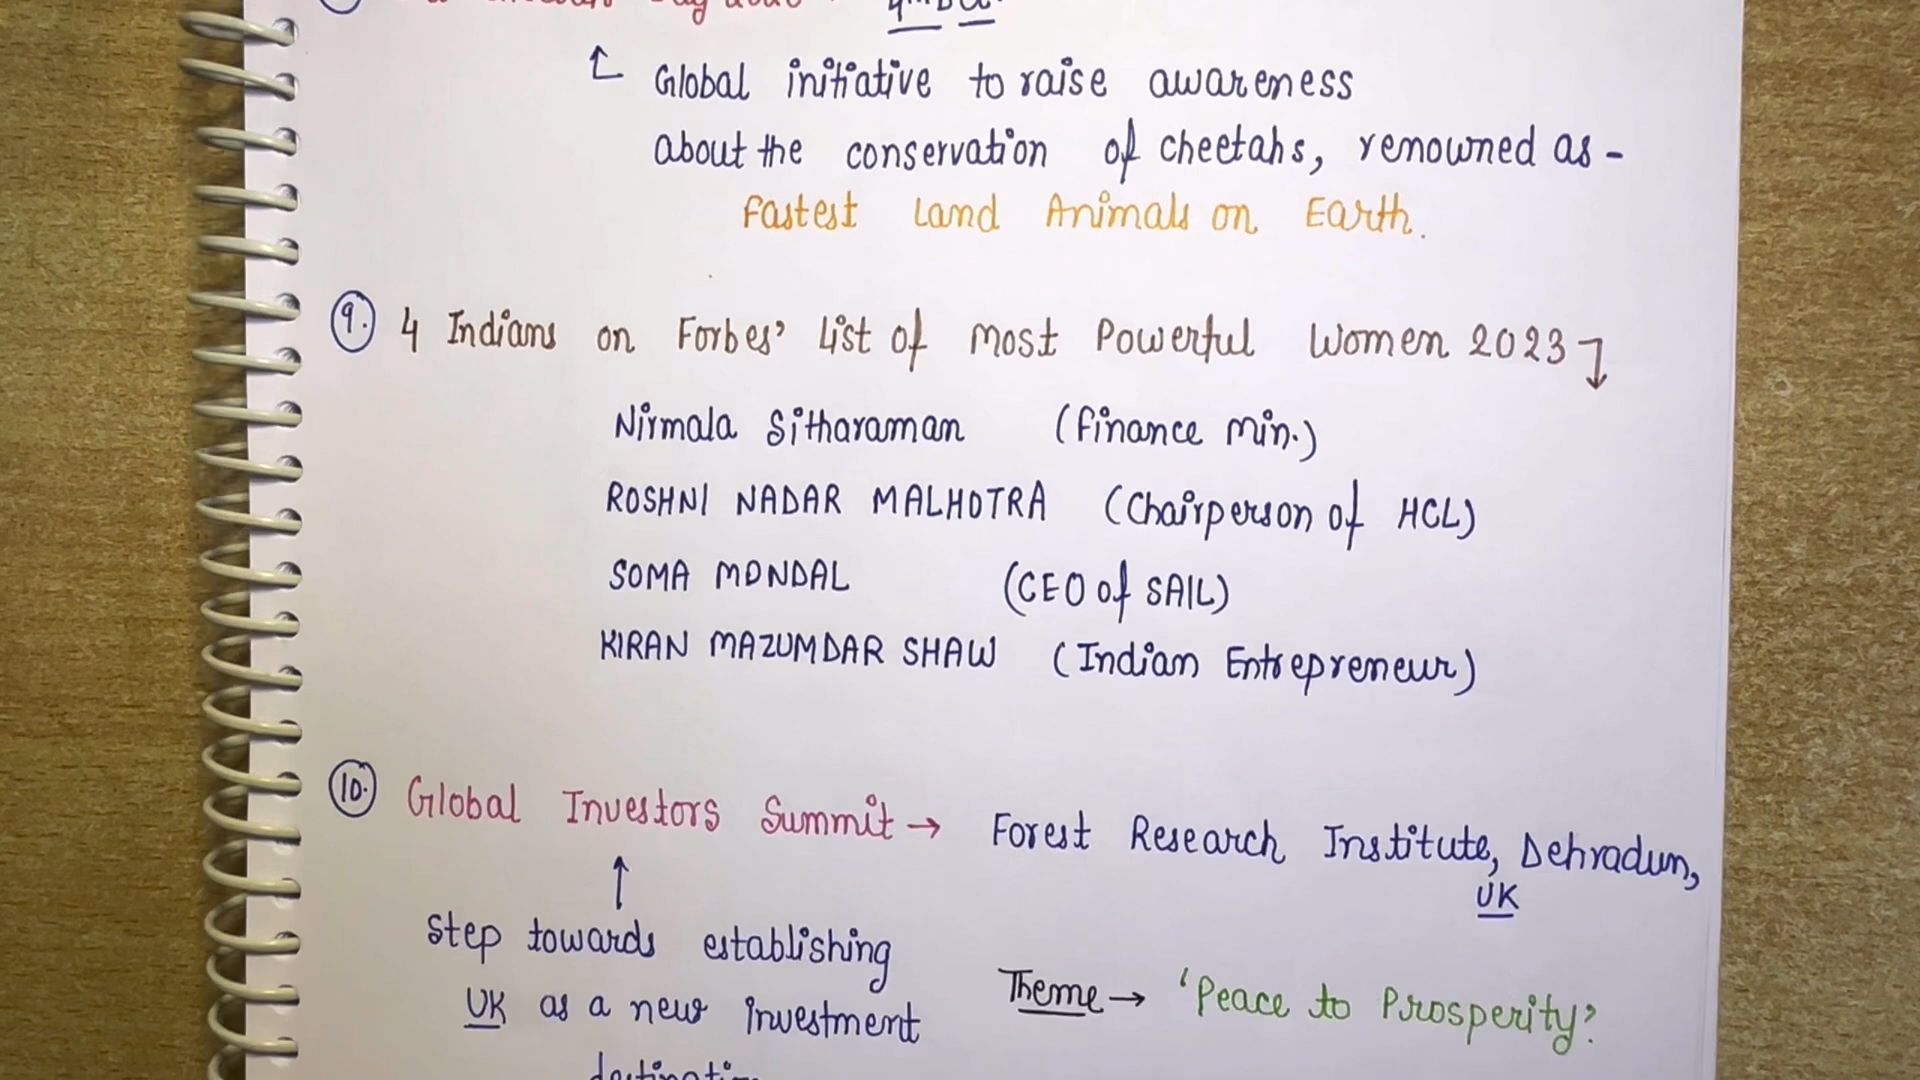 Global initiative to raise awareness
about the conservation of cheetahs, renowned as -
Fastest Land Animals on Earth.
9. 4 Indians on Forbes' List of Most Powerful Women 2023
Nirmala Sitharaman (Finance Min.)
ROSHNI NADAR MALHOTRA (Chairperson of HCL)
SOMA MONDAL (CEO of SAIL)
KIRAN MAZUMDAR SHAW (Indian Entrepreneur)
10. Global Investors Summit → Forest Research Institute, Dehradun,
UK
↑
Step towards establishing
UK as a new investment
Theme → 'Peace to Prosperity'